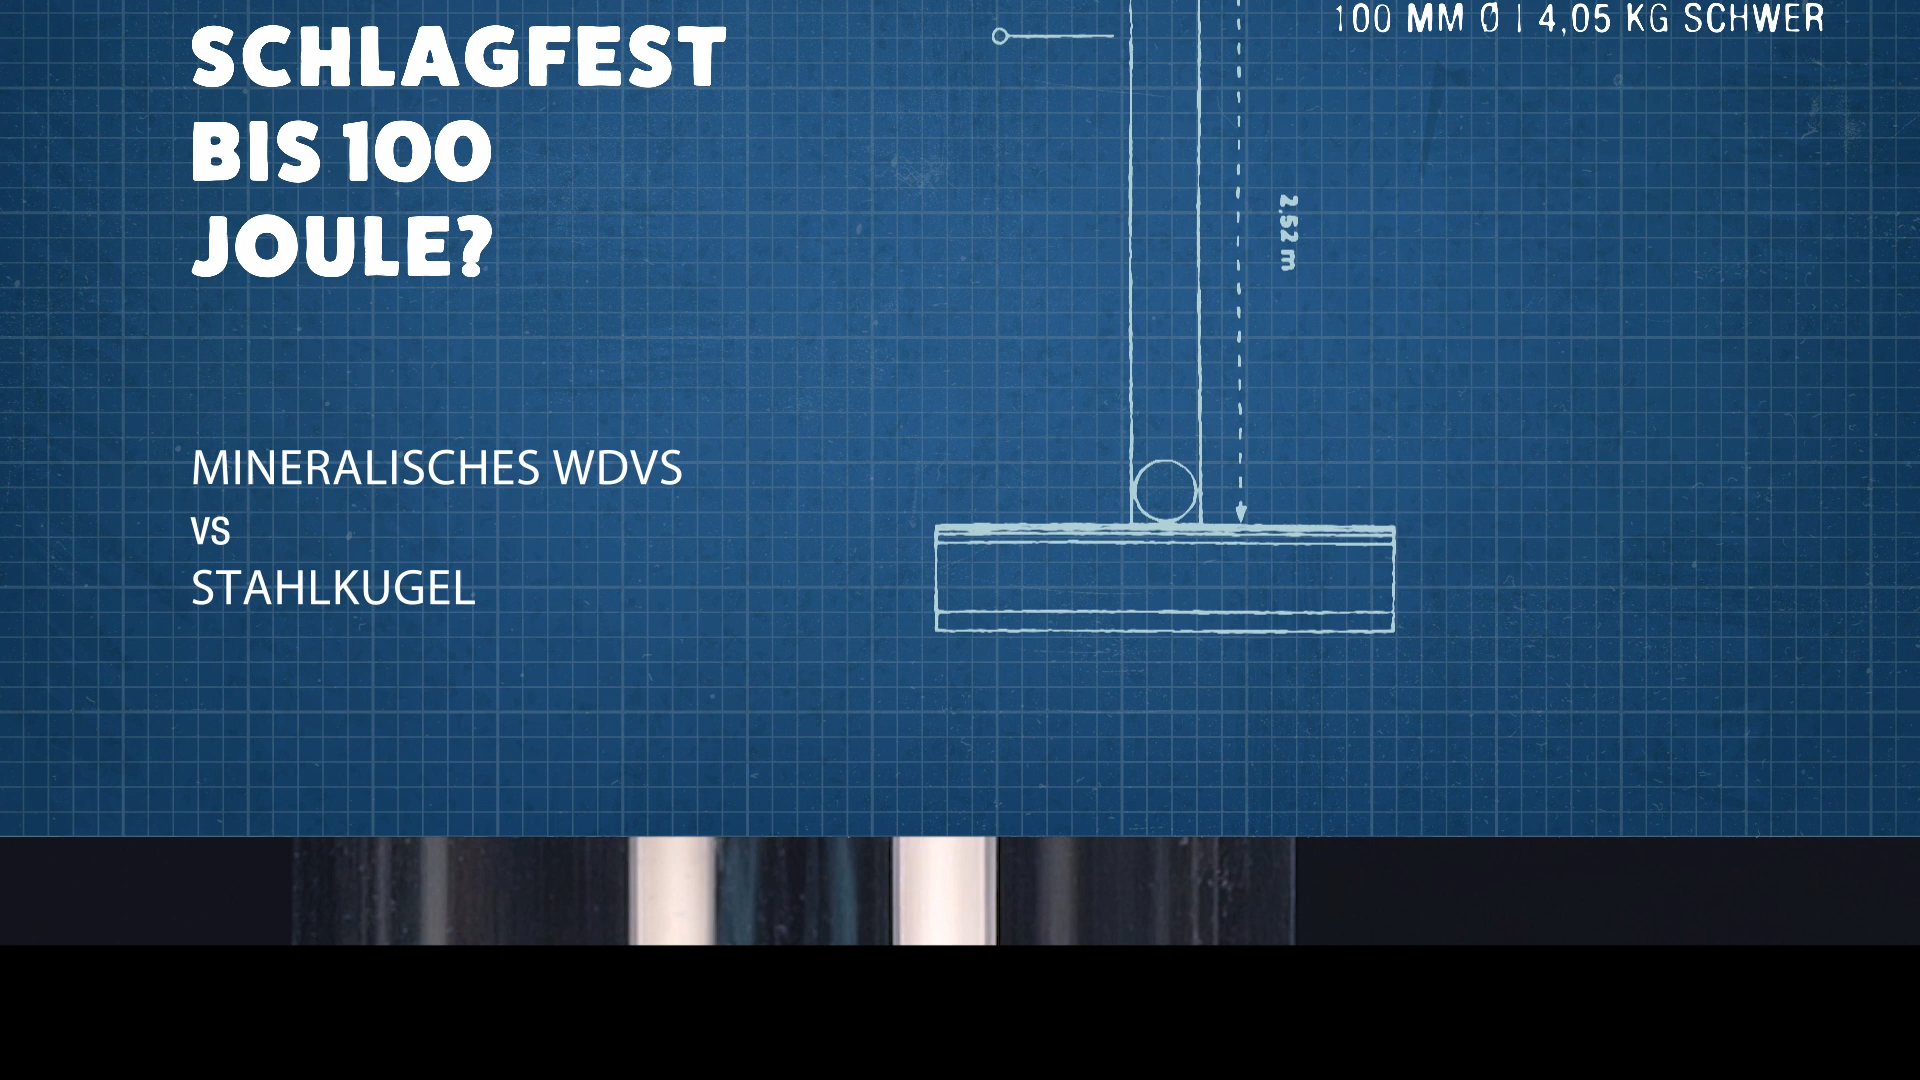 SCHLAGFEST
BIS 100
JOULE?
MINERALISCHES WDVS
VS
STAHLKUGEL
100 MM Ø | 4,05 KG SCHWER
2,52 m